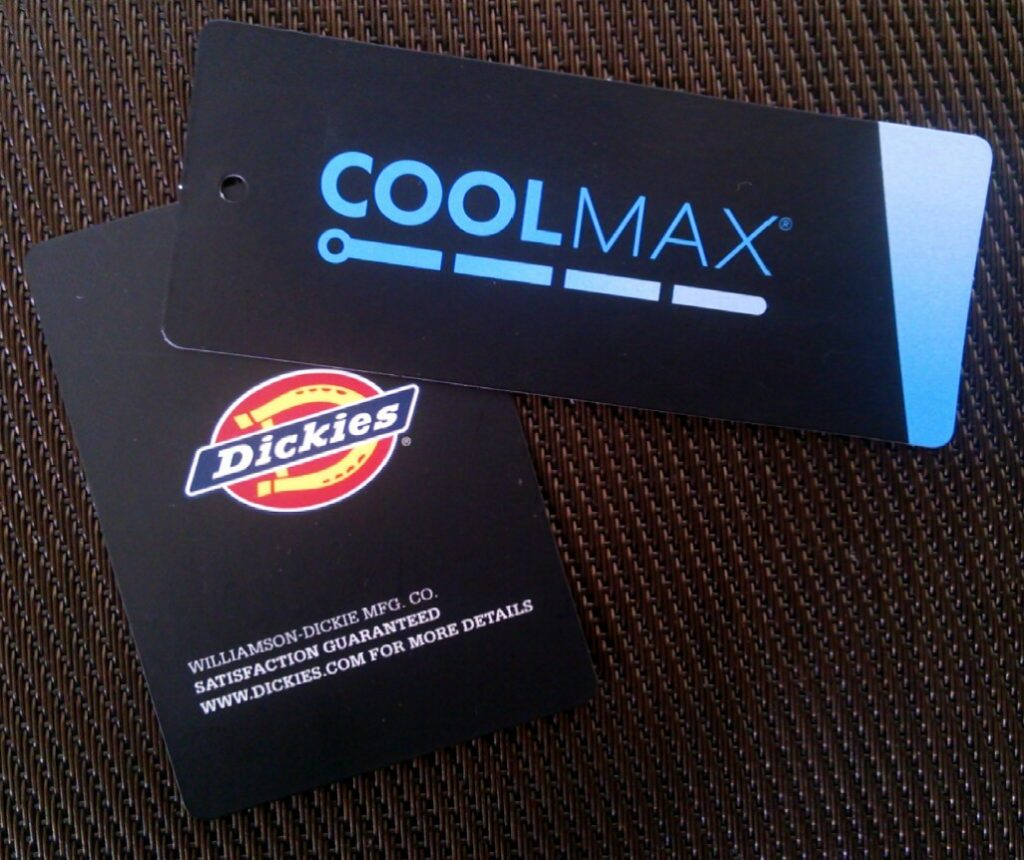 COOLMAX®
Dickies®
WILLIAMSON-DICKIE MFG. CO.
SATISFACTION GUARANTEED
WWW.DICKIES.COM FOR MORE DETAILS